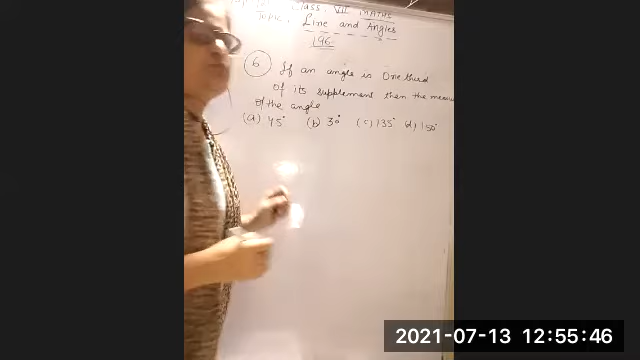 Class. VII MATHS
Topic: Line and Angles
196
6 If an angle is One third
of its supplement then the
of the angle
(a) 45° (b) 30° (c) 135° (d) 150°
2021-07-13 12:55:46